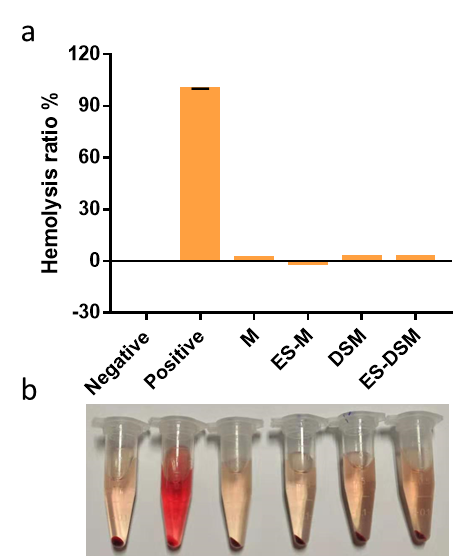 a
Hemolysis ratio %
120
90
60
30
0
-30
Negative
Positive
M
ES-M
DSM
ES-DSM
b